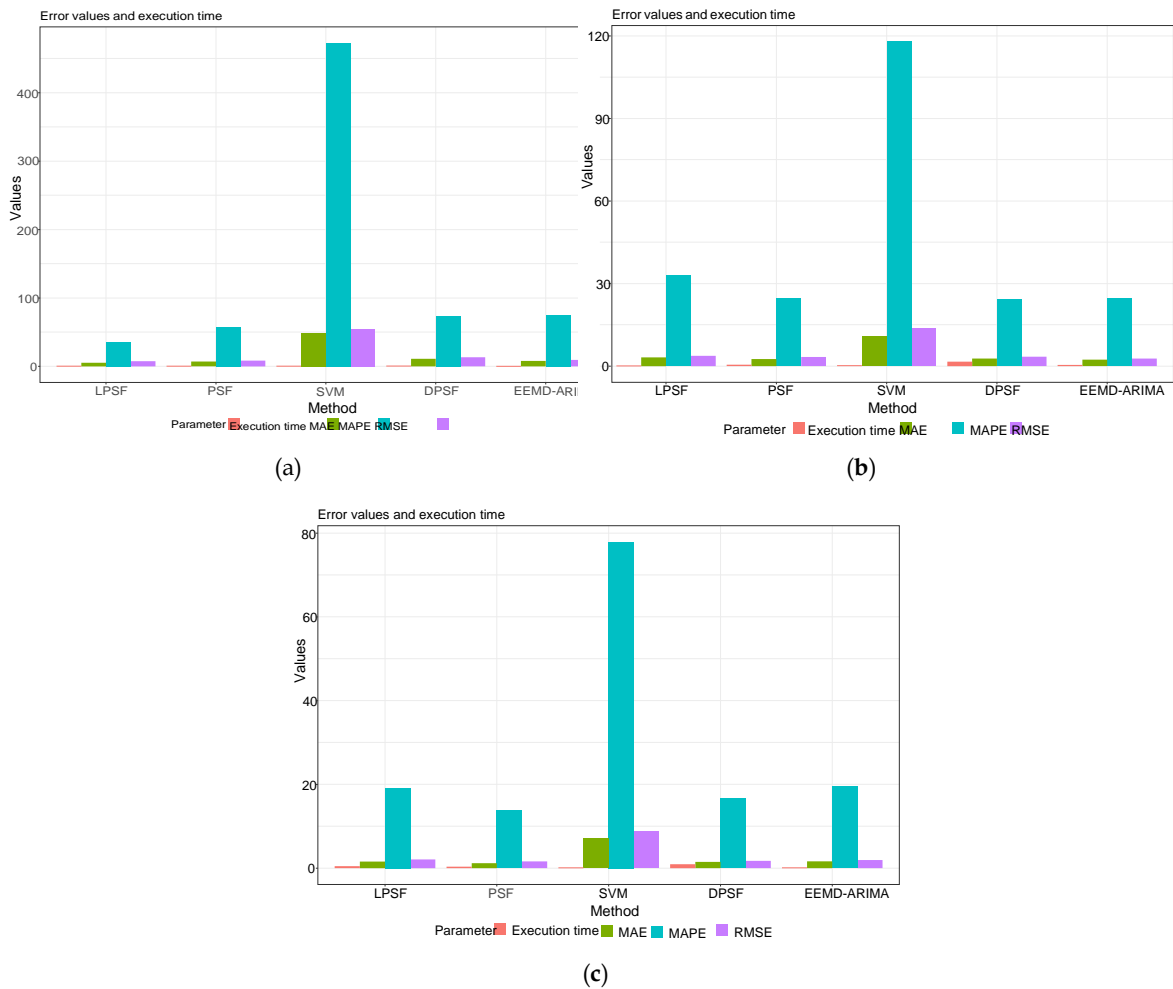 Error values and execution time
400
300
200
100
0
Values
LPSF PSF SVM DPSF EEMD-ARI
Method
Parameter Execution time MAE MAPE RMSE
(a)
Error values and execution time
120
90
60
30
0
Values
LPSF PSF SVM DPSF EEMD-ARIMA
Method
Parameter Execution time MAE MAPE RMSE
(b)
Error values and execution time
80
60
40
20
0
Values
LPSF PSF SVM DPSF EEMD-ARIMA
Method
Parameter Execution time MAE MAPE RMSE
(c)